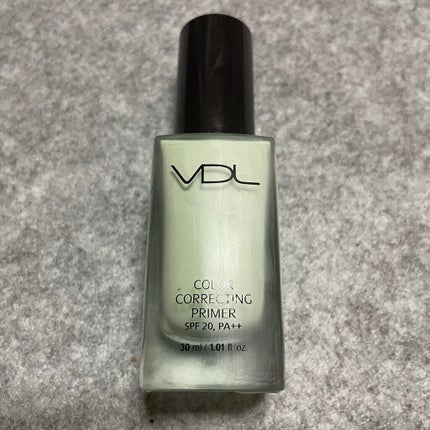 VDL
COLOR
CORRECTING
PRIMER
SPF 20, PA++
30 ml / 1.01 fl. oz.